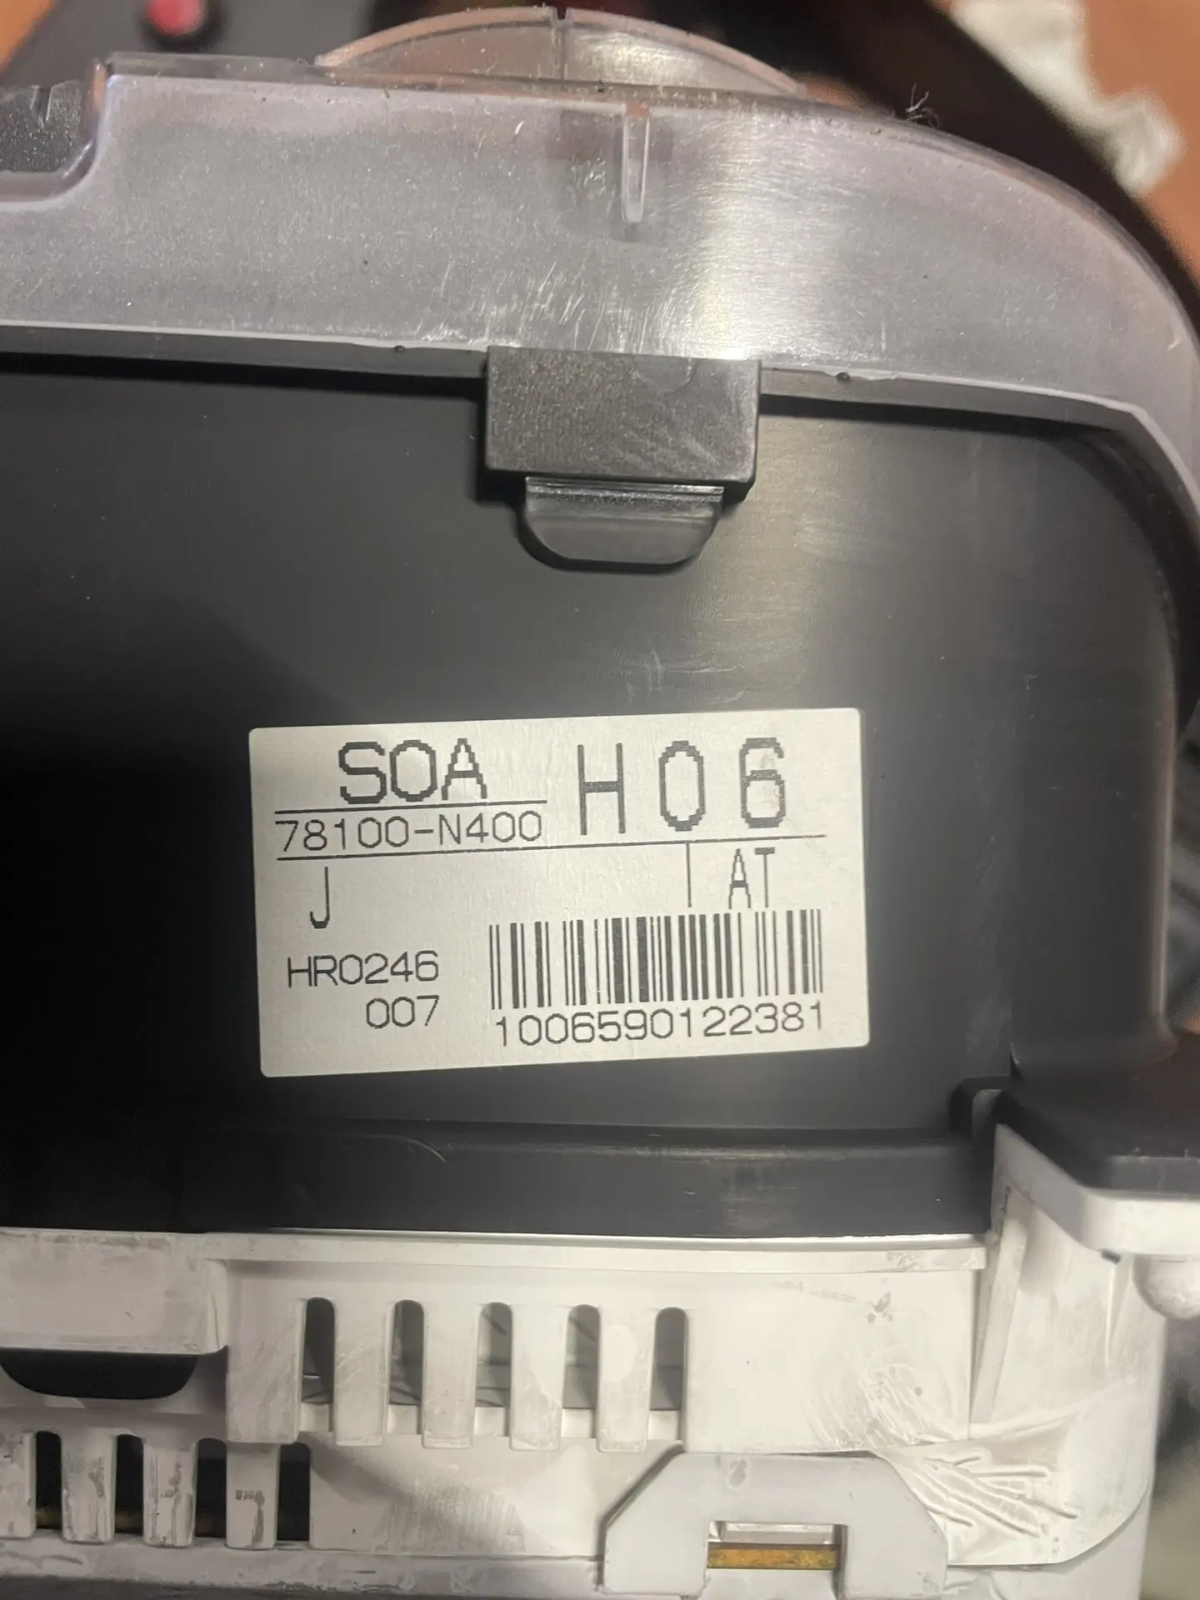 SOA H06
78100-N400
J AT
HR0246
007
1006590122381